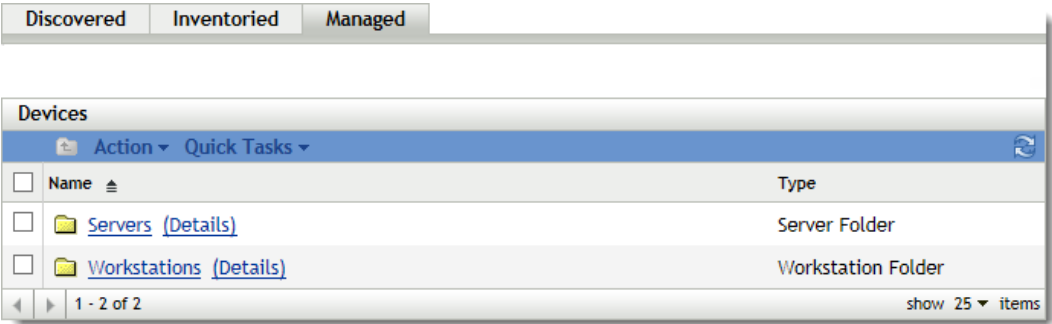 Discovered Inventoried Managed
Devices
Action Quick Tasks
Name Type
Servers (Details) Server Folder
Workstations (Details) Workstation Folder
1 - 2 of 2 show 25 items